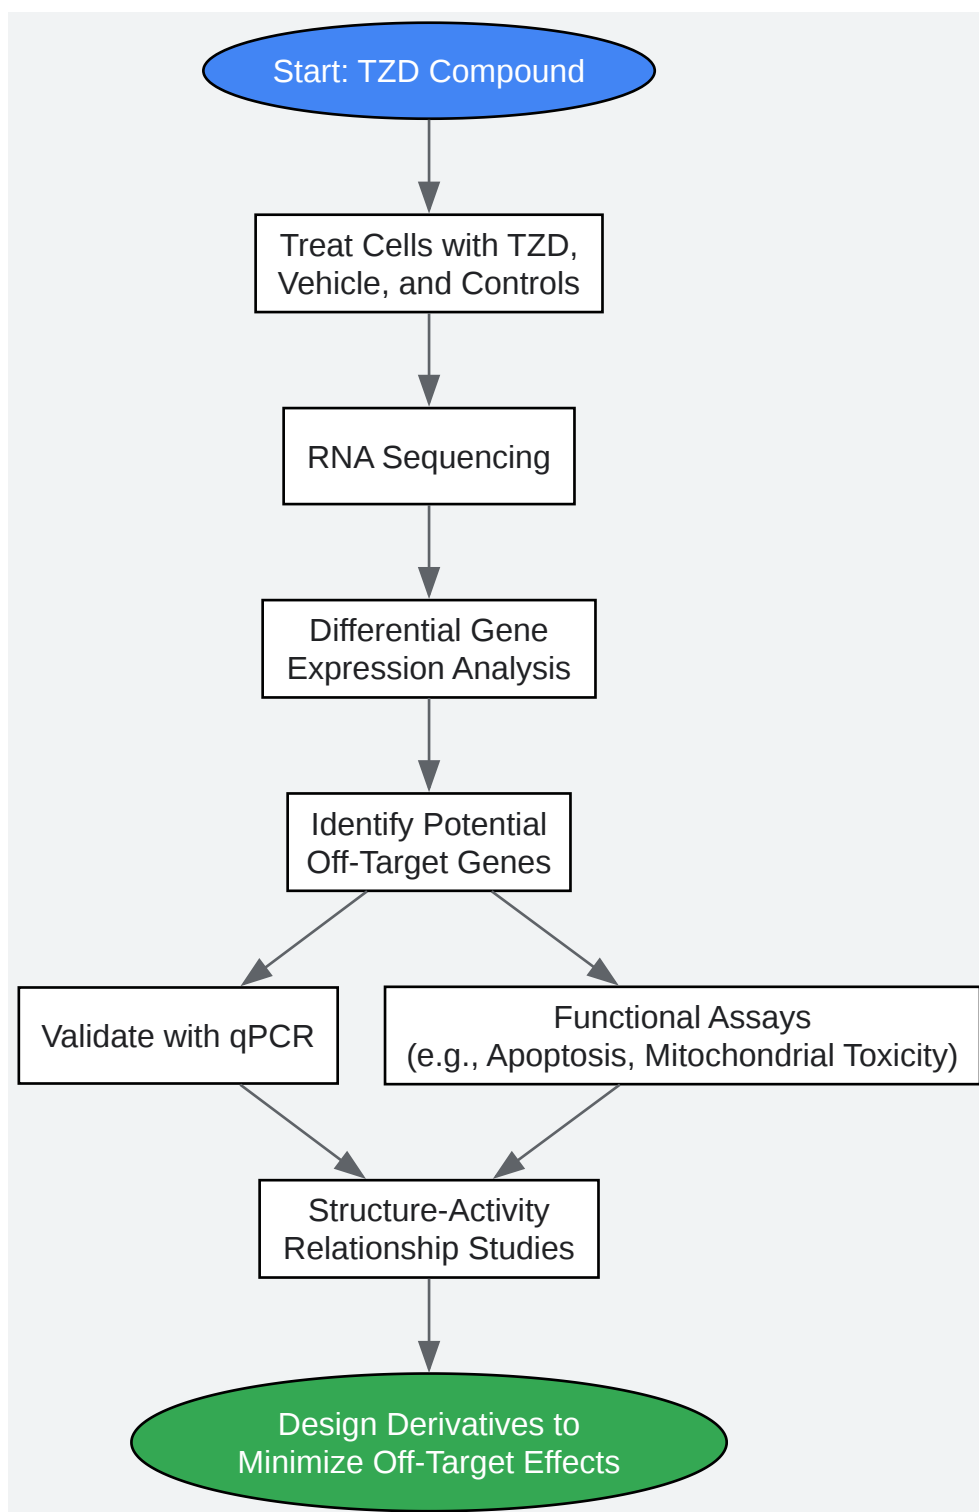 Start: TZD Compound
Treat Cells with TZD,
Vehicle, and Controls
RNA Sequencing
Differential Gene
Expression Analysis
Identify Potential
Off-Target Genes
Validate with qPCR
Functional Assays
(e.g., Apoptosis, Mitochondrial Toxicity)
Structure-Activity
Relationship Studies
Design Derivatives to
Minimize Off-Target Effects